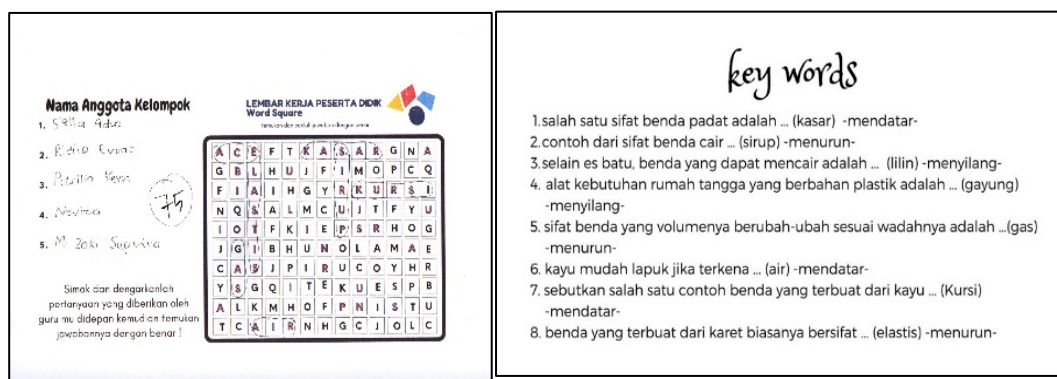 Nama Anggota Kelompok
1. Sella
2. Ridho
3.
4.
5. M. Zaki
75
Simak dan dengarkanlah
pertanyaan yang diberikan oleh
guru mu didepan kemudian temukan
jawabannya dengan benar !
LEMBAR KERJA PESERTA DIDIK
Word Square
A C E F T K A S A R G N A
G B L H U J F I M O P C Q
F I A I H G Y R K U R S I
N Q S A L M C U J T F Y U
I O T F K I E P S R H O G
J G I B H U N O L A M A E
C A S J P I R U C O Y H R
Y S G Q I T E K U E S P B
A L K M H O F P N I S T U
T C A I R N H G C J O L C
key words
1.salah satu sifat benda padat adalah ... (kasar) -mendatar-
2.contoh dari sifat benda cair ... (sirup) -menurun-
3.selain es batu, benda yang dapat mencair adalah ... (lilin) -menyilang-
4. alat kebutuhan rumah tangga yang berbahan plastik adalah ... (gayung)
-menyilang-
5. sifat benda yang volumenya berubah-ubah sesuai wadahnya adalah ...(gas)
-menurun-
6. kayu mudah lapuk jika terkena ... (air) -mendatar-
7. sebutkan salah satu contoh benda yang terbuat dari kayu ... (Kursi)
-mendatar-
8. benda yang terbuat dari karet biasanya bersifat ... (elastis) -menurun-